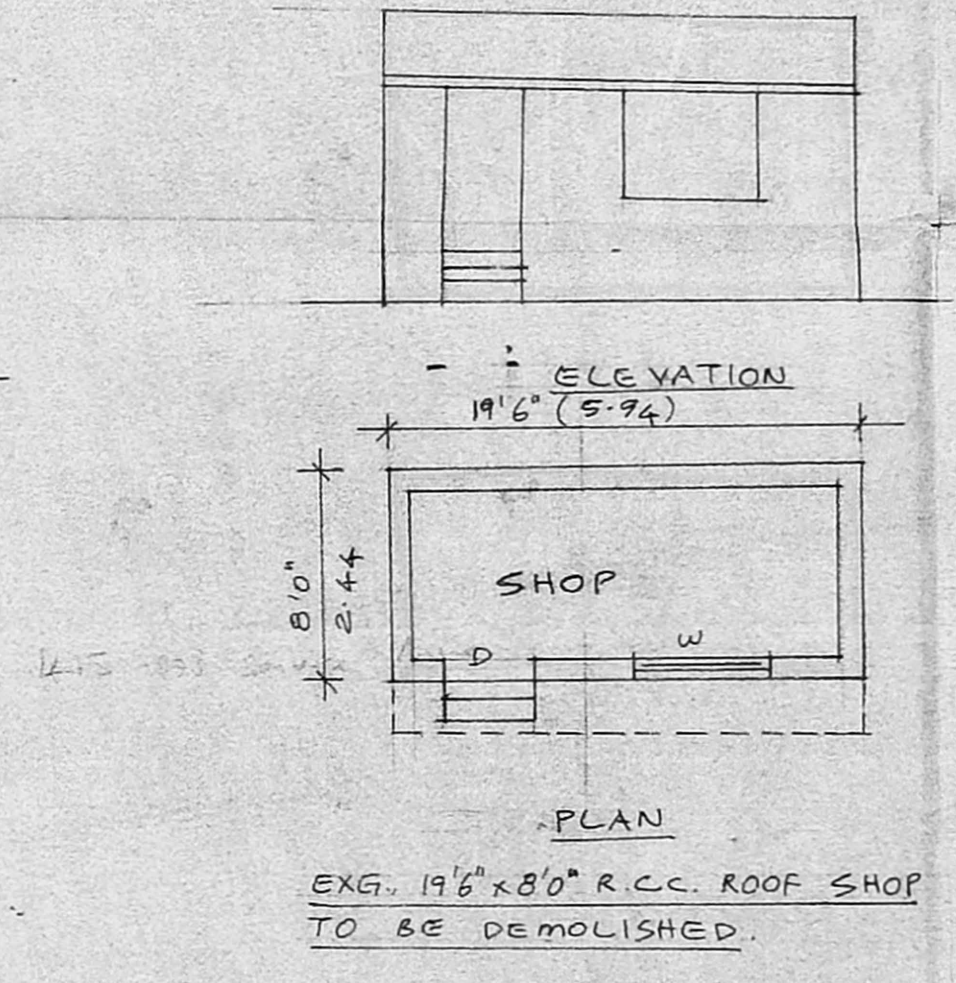 ELEVATION
19'6" (5.94)
8'0"
2.44
SHOP
D
W
PLAN
EXG. 19'6" x 8'0" R.C.C. ROOF SHOP
TO BE DEMOLISHED.